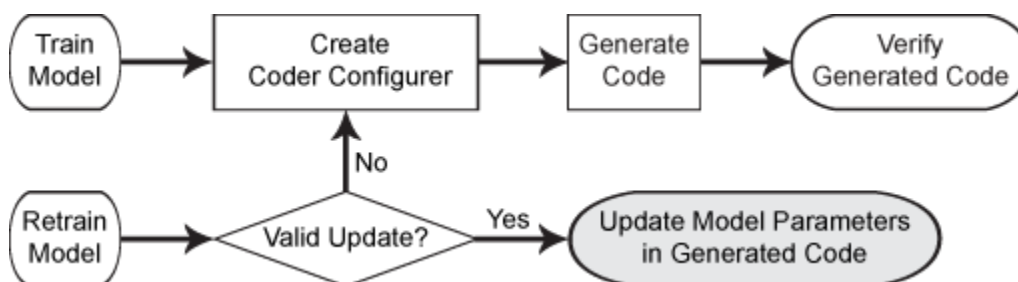 Train
Model
Create
Coder Configurer
Generate
Code
Verify
Generated Code
No
Retrain
Model
Valid Update?
Yes
Update Model Parameters
in Generated Code